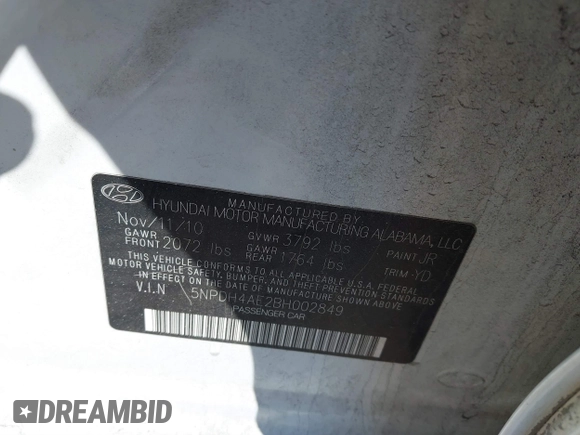 MANUFACTURED BY
HYUNDAI MOTOR MANUFACTURING ALABAMA, LLC
Nov/11/10 GVWR 3792 lbs PAINT JR
GAWR FRONT 2072 lbs GAWR REAR 1764 lbs TRIM YD
THIS VEHICLE CONFORMS TO ALL APPLICABLE U.S.A. FEDERAL
MOTOR VEHICLE SAFETY, BUMPER, AND THEFT PREVENTION STANDARDS
IN EFFECT ON THE DATE OF MANUFACTURE SHOWN ABOVE.
V.I.N 5NPDH4AE2BH002849
PASSENGER CAR
DREAMBID